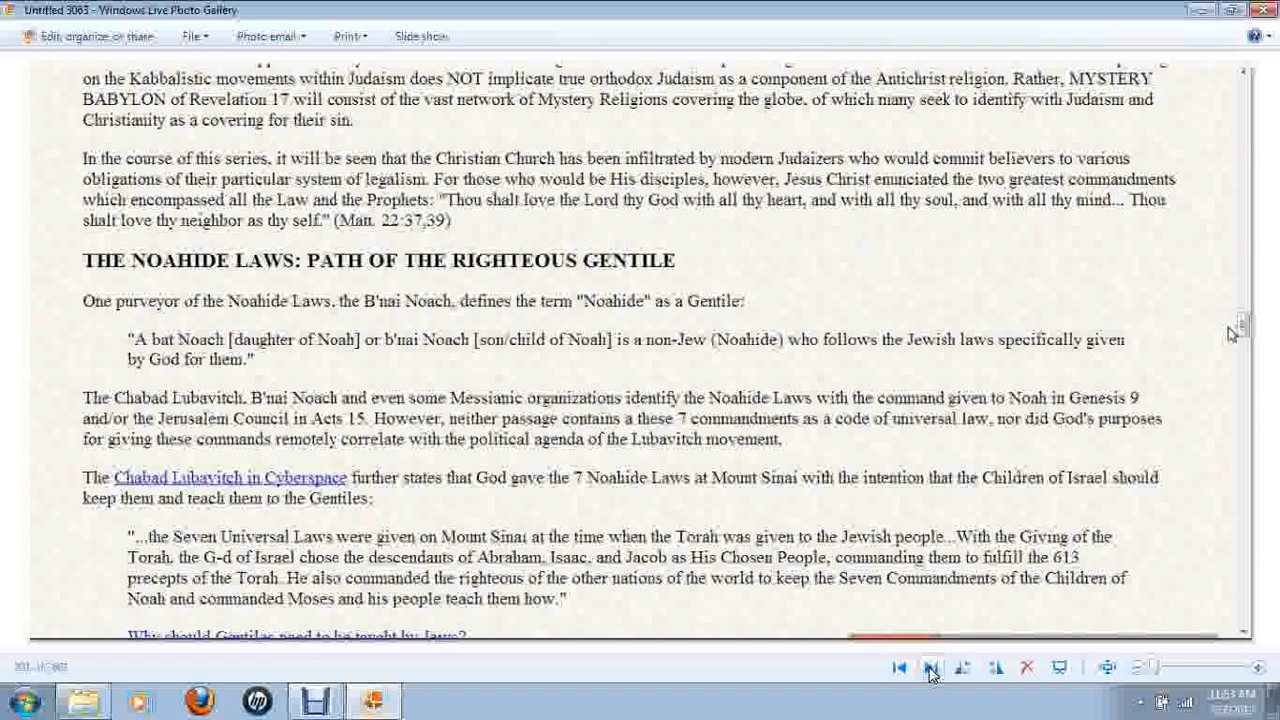 Untitled 3063 - Windows Live Photo Gallery
Edit, organize or share
File
Photo email
Print
Slide show
on the Kabbalistic movements within Judaism does NOT implicate true orthodox Judaism as a component of the Antichrist religion. Rather, MYSTERY
BABYLON of Revelation 17 will consist of the vast network of Mystery Religions covering the globe, of which many seek to identify with Judaism and
Christianity as a covering for their sin.
In the course of this series, it will be seen that the Christian Church has been infiltrated by modern Judaizers who would commit believers to various
obligations of their particular system of legalism. For those who would be His disciples, however, Jesus Christ enunciated the two greatest commandments
which encompassed all the Law and the Prophets: "Thou shalt love the Lord thy God with all thy heart, and with all thy soul, and with all thy mind... Thou
shalt love thy neighbor as thy self." (Matt. 22:37,39)
THE NOAHIDE LAWS: PATH OF THE RIGHTEOUS GENTILE
One purveyor of the Noahide Laws, the B'nai Noach, defines the term "Noahide" as a Gentile:
"A bat Noach [daughter of Noah] or b'nai Noach [son/child of Noah] is a non-Jew (Noahide) who follows the Jewish laws specifically given
by God for them."
The Chabad Lubavitch, B'nai Noach and even some Messianic organizations identify the Noahide Laws with the command given to Noah in Genesis 9
and/or the Jerusalem Council in Acts 15. However, neither passage contains a these 7 commandments as a code of universal law, nor did God's purposes
for giving these commands remotely correlate with the political agenda of the Lubavitch movement.
The Chabad Lubavitch in Cyberspace further states that God gave the 7 Noahide Laws at Mount Sinai with the intention that the Children of Israel should
keep them and teach them to the Gentiles:
"...the Seven Universal Laws were given on Mount Sinai at the time when the Torah was given to the Jewish people...With the Giving of the
Torah, the G-d of Israel chose the descendants of Abraham, Isaac, and Jacob as His Chosen People, commanding them to fulfill the 613
precepts of the Torah. He also commanded the righteous of the other nations of the world to keep the Seven Commandments of the Children of
Noah and commanded Moses and his people teach them how."
Why should Gentiles need to be taught by Jews?
hp
11:53 AM